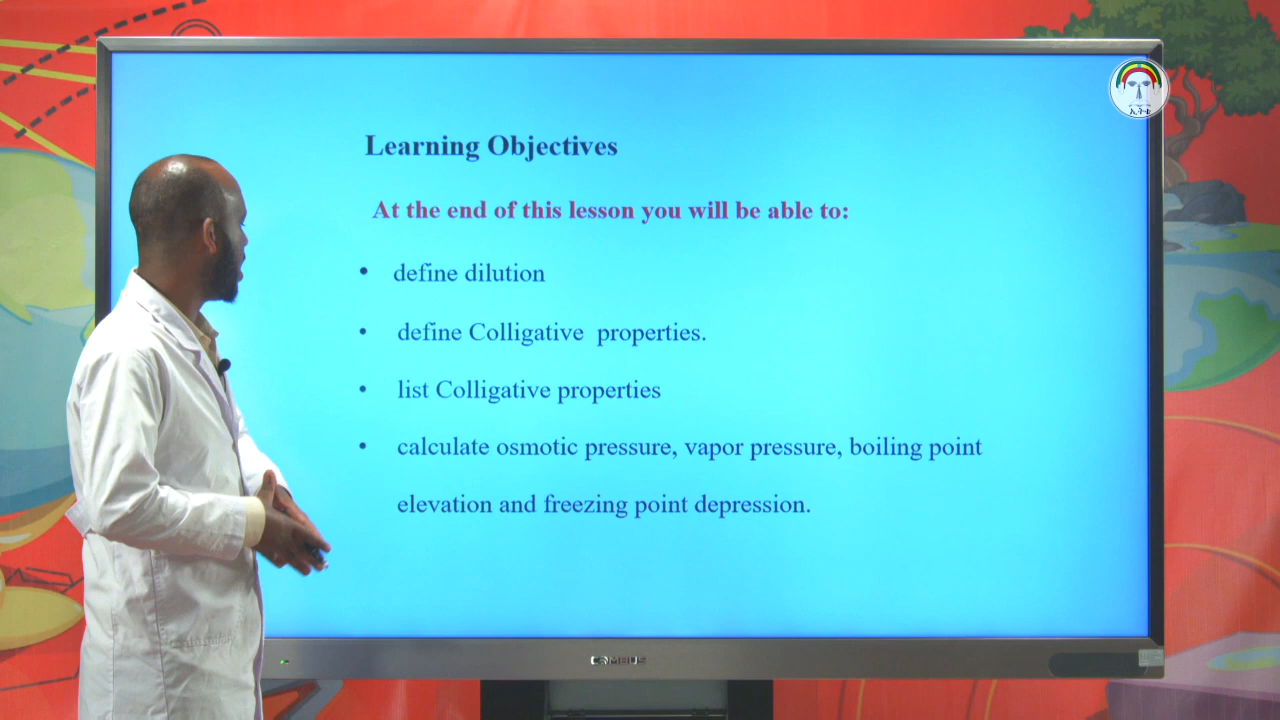 Learning Objectives
At the end of this lesson you will be able to:
• define dilution
• define Colligative properties.
• list Colligative properties
• calculate osmotic pressure, vapor pressure, boiling point
elevation and freezing point depression.